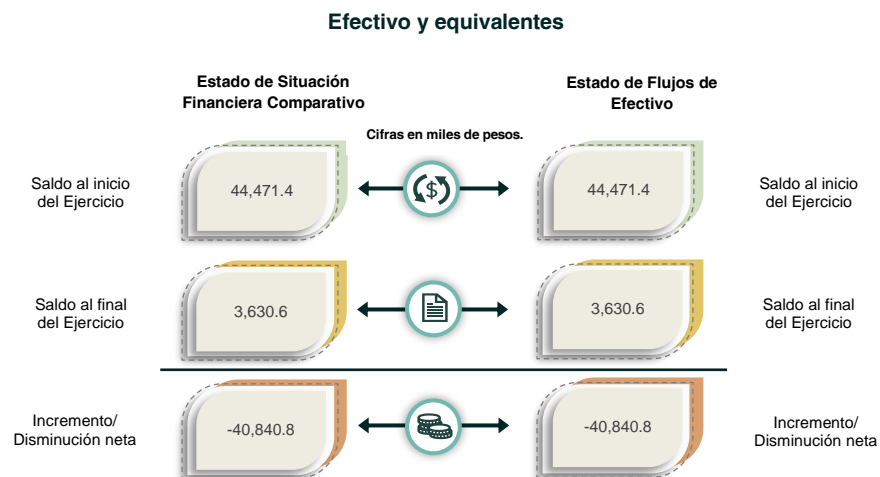 Efectivo y equivalentes
Estado de Situación
Financiera Comparativo
Estado de Flujos de
Efectivo
Cifras en miles de pesos.
Saldo al inicio
del Ejercicio
44,471.4
$
44,471.4
Saldo al inicio
del Ejercicio
Saldo al final
del Ejercicio
3,630.6
3,630.6
Saldo al final
del Ejercicio
Incremento/
Disminución neta
-40,840.8
-40,840.8
Incremento/
Disminución neta